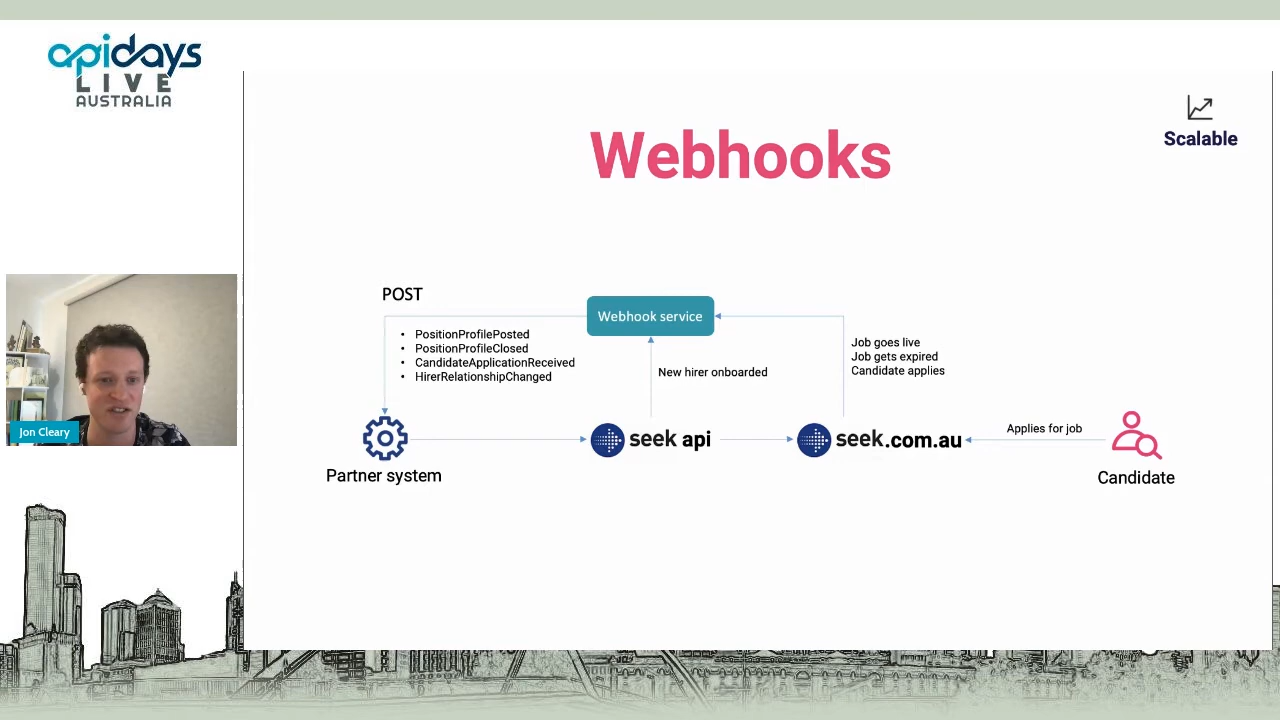 apidays
LIVE
AUSTRALIA
Scalable
Webhooks
POST
Webhook service
• PositionProfilePosted
• PositionProfileClosed
• CandidateApplicationReceived
• HirerRelationshipChanged
New hirer onboarded
Job goes live
Job gets expired
Candidate applies
Jon Cleary
seek api
seek.com.au
Applies for job
Partner system
Candidate